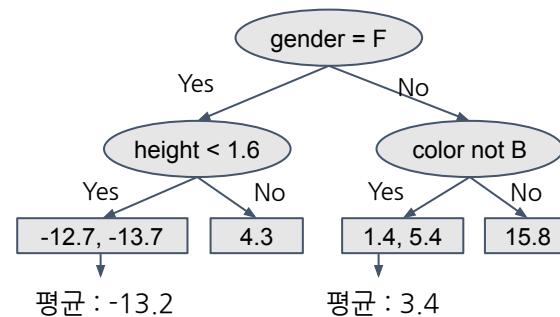 gender = F
Yes
No
height < 1.6
color not B
Yes
No
Yes
No
-12.7, -13.7
4.3
1.4, 5.4
15.8
평균 : -13.2
평균 : 3.4